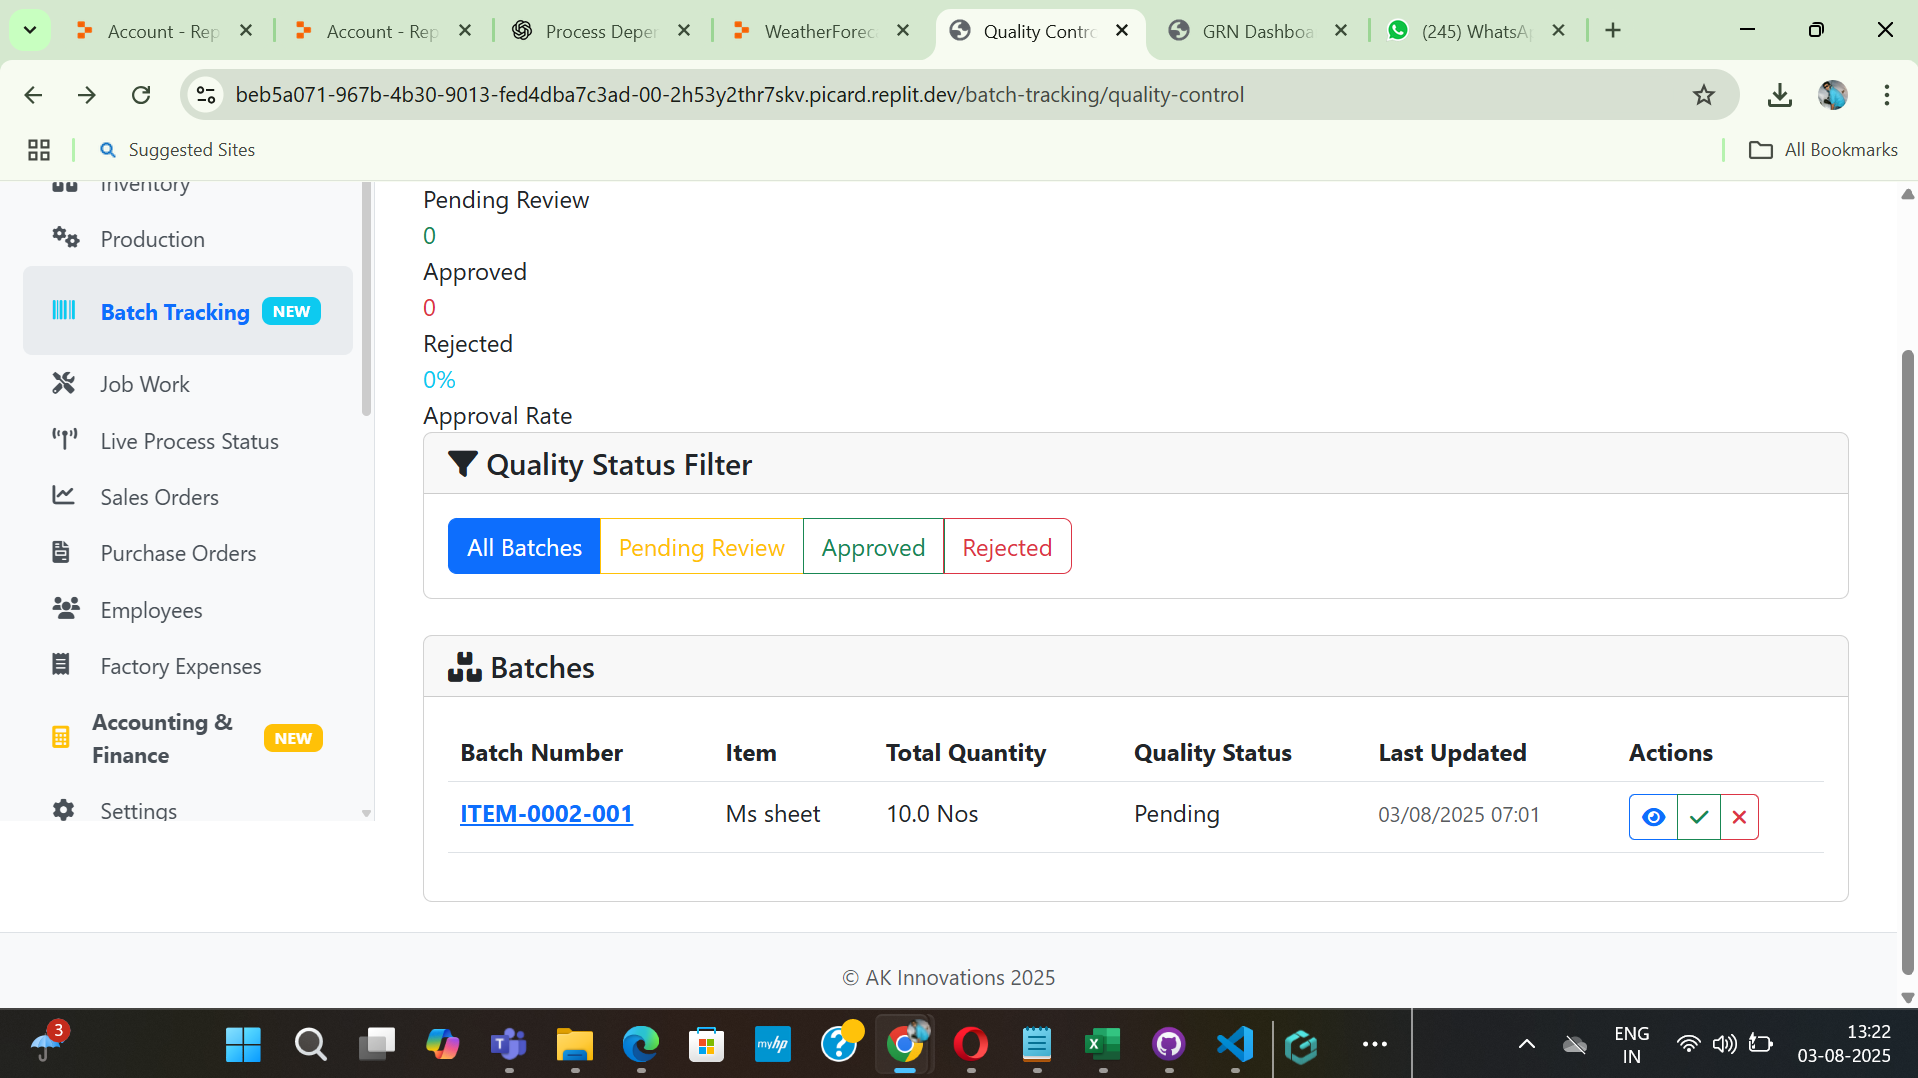 Account - Rep
Account - Rep
Process Deper
WeatherForec
Quality Contro
GRN Dashboa
(245) WhatsA
beb5a071-967b-4b30-9013-fed4dba7c3ad-00-2h53y2thr7skv.picard.replit.dev/batch-tracking/quality-control
Suggested Sites
All Bookmarks
Inventory
Production
Batch Tracking NEW
Job Work
Live Process Status
Sales Orders
Purchase Orders
Employees
Factory Expenses
Accounting &
Finance
NEW
Settings
Pending Review
0
Approved
0
Rejected
0%
Approval Rate
Quality Status Filter
All Batches Pending Review Approved Rejected
Batches
Batch Number Item Total Quantity Quality Status Last Updated Actions
ITEM-0002-001 Ms sheet 10.0 Nos Pending 03/08/2025 07:01
© AK Innovations 2025
3
T
myhp
?
X
ENG
IN
13:22
03-08-2025